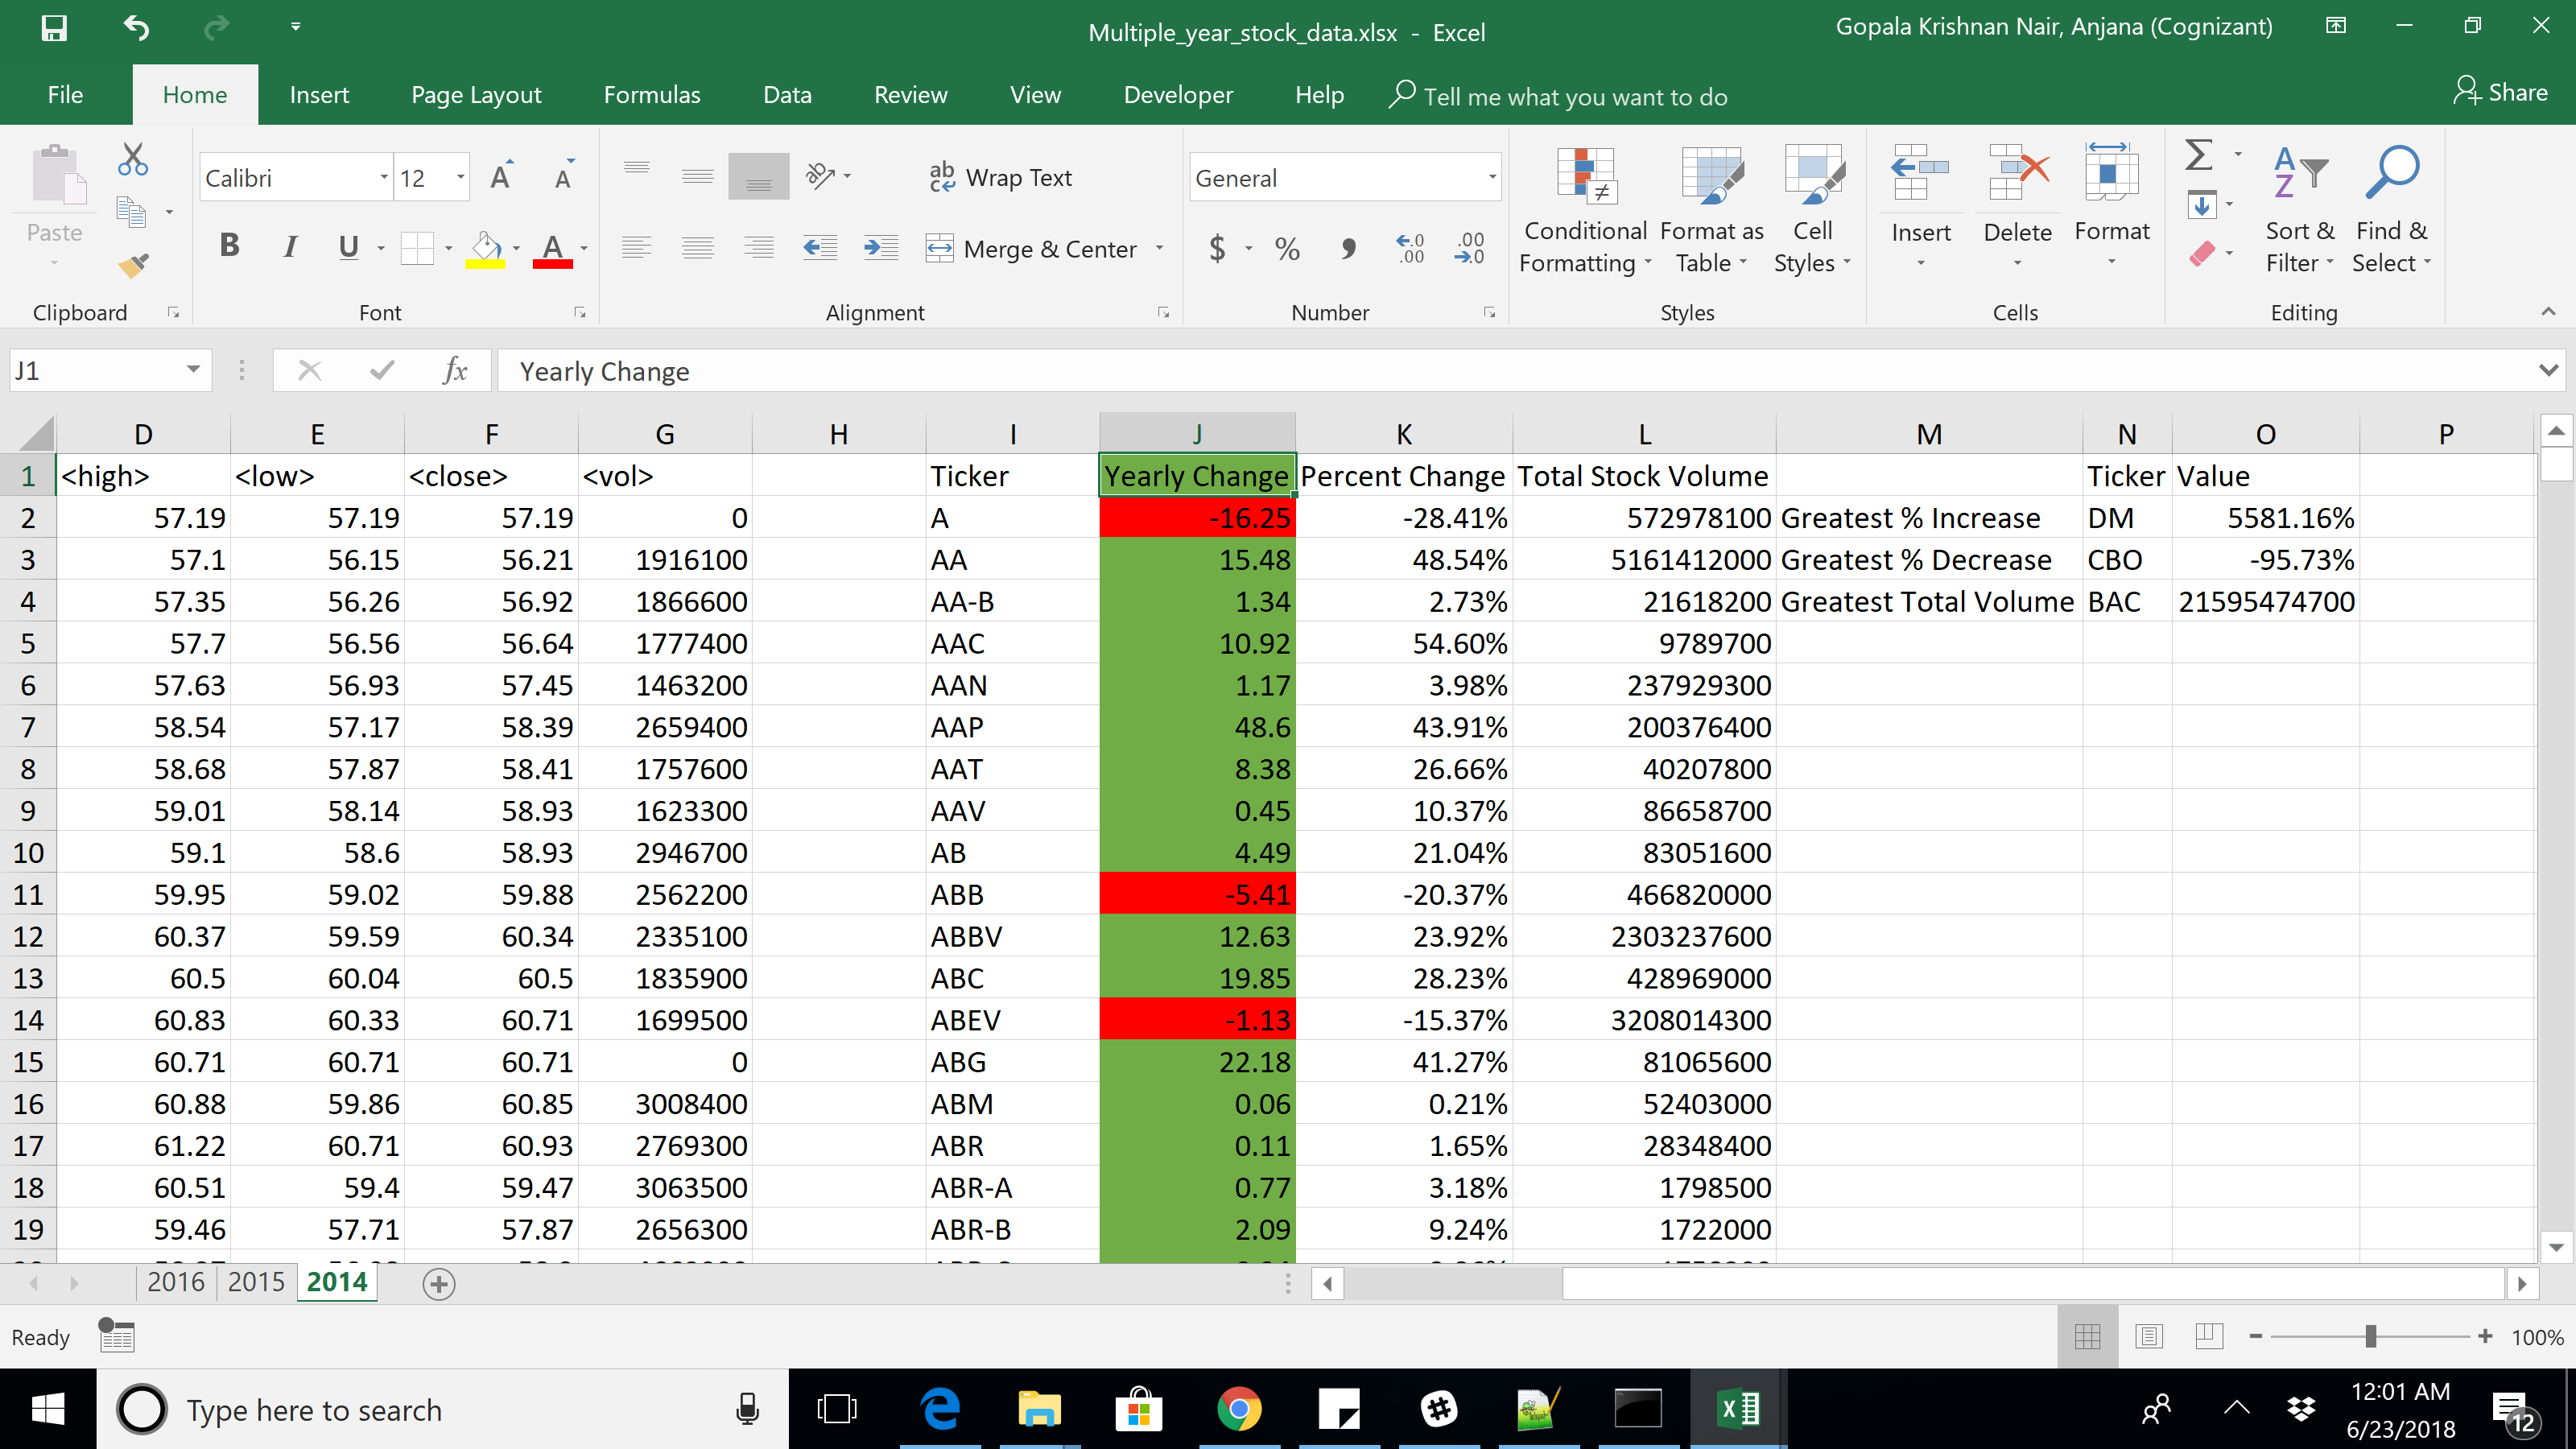 Multiple_year_stock_data.xlsx - Excel
Gopala Krishnan Nair, Anjana (Cognizant)
File Home Insert Page Layout Formulas Data Review View Developer Help Tell me what you want to do Share
Paste
Clipboard
Calibri 12
B I U A
Font
Wrap Text
Merge & Center
Alignment
General
$ % , .0 .00 .00 .0
Number
Conditional Formatting
Format as Table
Cell Styles
Styles
Insert
Delete
Format
Cells
Sort & Filter
Find & Select
Editing
J1 fx Yearly Change
D E F G H I J K L M N O P
1 <high> <low> <close> <vol> Ticker Yearly Change Percent Change Total Stock Volume Ticker Value
2 57.19 57.19 57.19 0 A -16.25 -28.41% 572978100 Greatest % Increase DM 5581.16%
3 57.1 56.15 56.21 1916100 AA 15.48 48.54% 5161412000 Greatest % Decrease CBO -95.73%
4 57.35 56.26 56.92 1866600 AA-B 1.34 2.73% 21618200 Greatest Total Volume BAC 21595474700
5 57.7 56.56 56.64 1777400 AAC 10.92 54.60% 9789700
6 57.63 56.93 57.45 1463200 AAN 1.17 3.98% 237929300
7 58.54 57.17 58.39 2659400 AAP 48.6 43.91% 200376400
8 58.68 57.87 58.41 1757600 AAT 8.38 26.66% 40207800
9 59.01 58.14 58.93 1623300 AAV 0.45 10.37% 86658700
10 59.1 58.6 58.93 2946700 AB 4.49 21.04% 83051600
11 59.95 59.02 59.88 2562200 ABB -5.41 -20.37% 466820000
12 60.37 59.59 60.34 2335100 ABBV 12.63 23.92% 2303237600
13 60.5 60.04 60.5 1835900 ABC 19.85 28.23% 428969000
14 60.83 60.33 60.71 1699500 ABEV -1.13 -15.37% 3208014300
15 60.71 60.71 60.71 0 ABG 22.18 41.27% 81065600
16 60.88 59.86 60.85 3008400 ABM 0.06 0.21% 52403000
17 61.22 60.71 60.93 2769300 ABR 0.11 1.65% 28348400
18 60.51 59.4 59.47 3063500 ABR-A 0.77 3.18% 1798500
19 59.46 57.71 57.87 2656300 ABR-B 2.09 9.24% 1722000
2016 2015 2014
Ready 100%
Type here to search
12:01 AM
6/23/2018
12